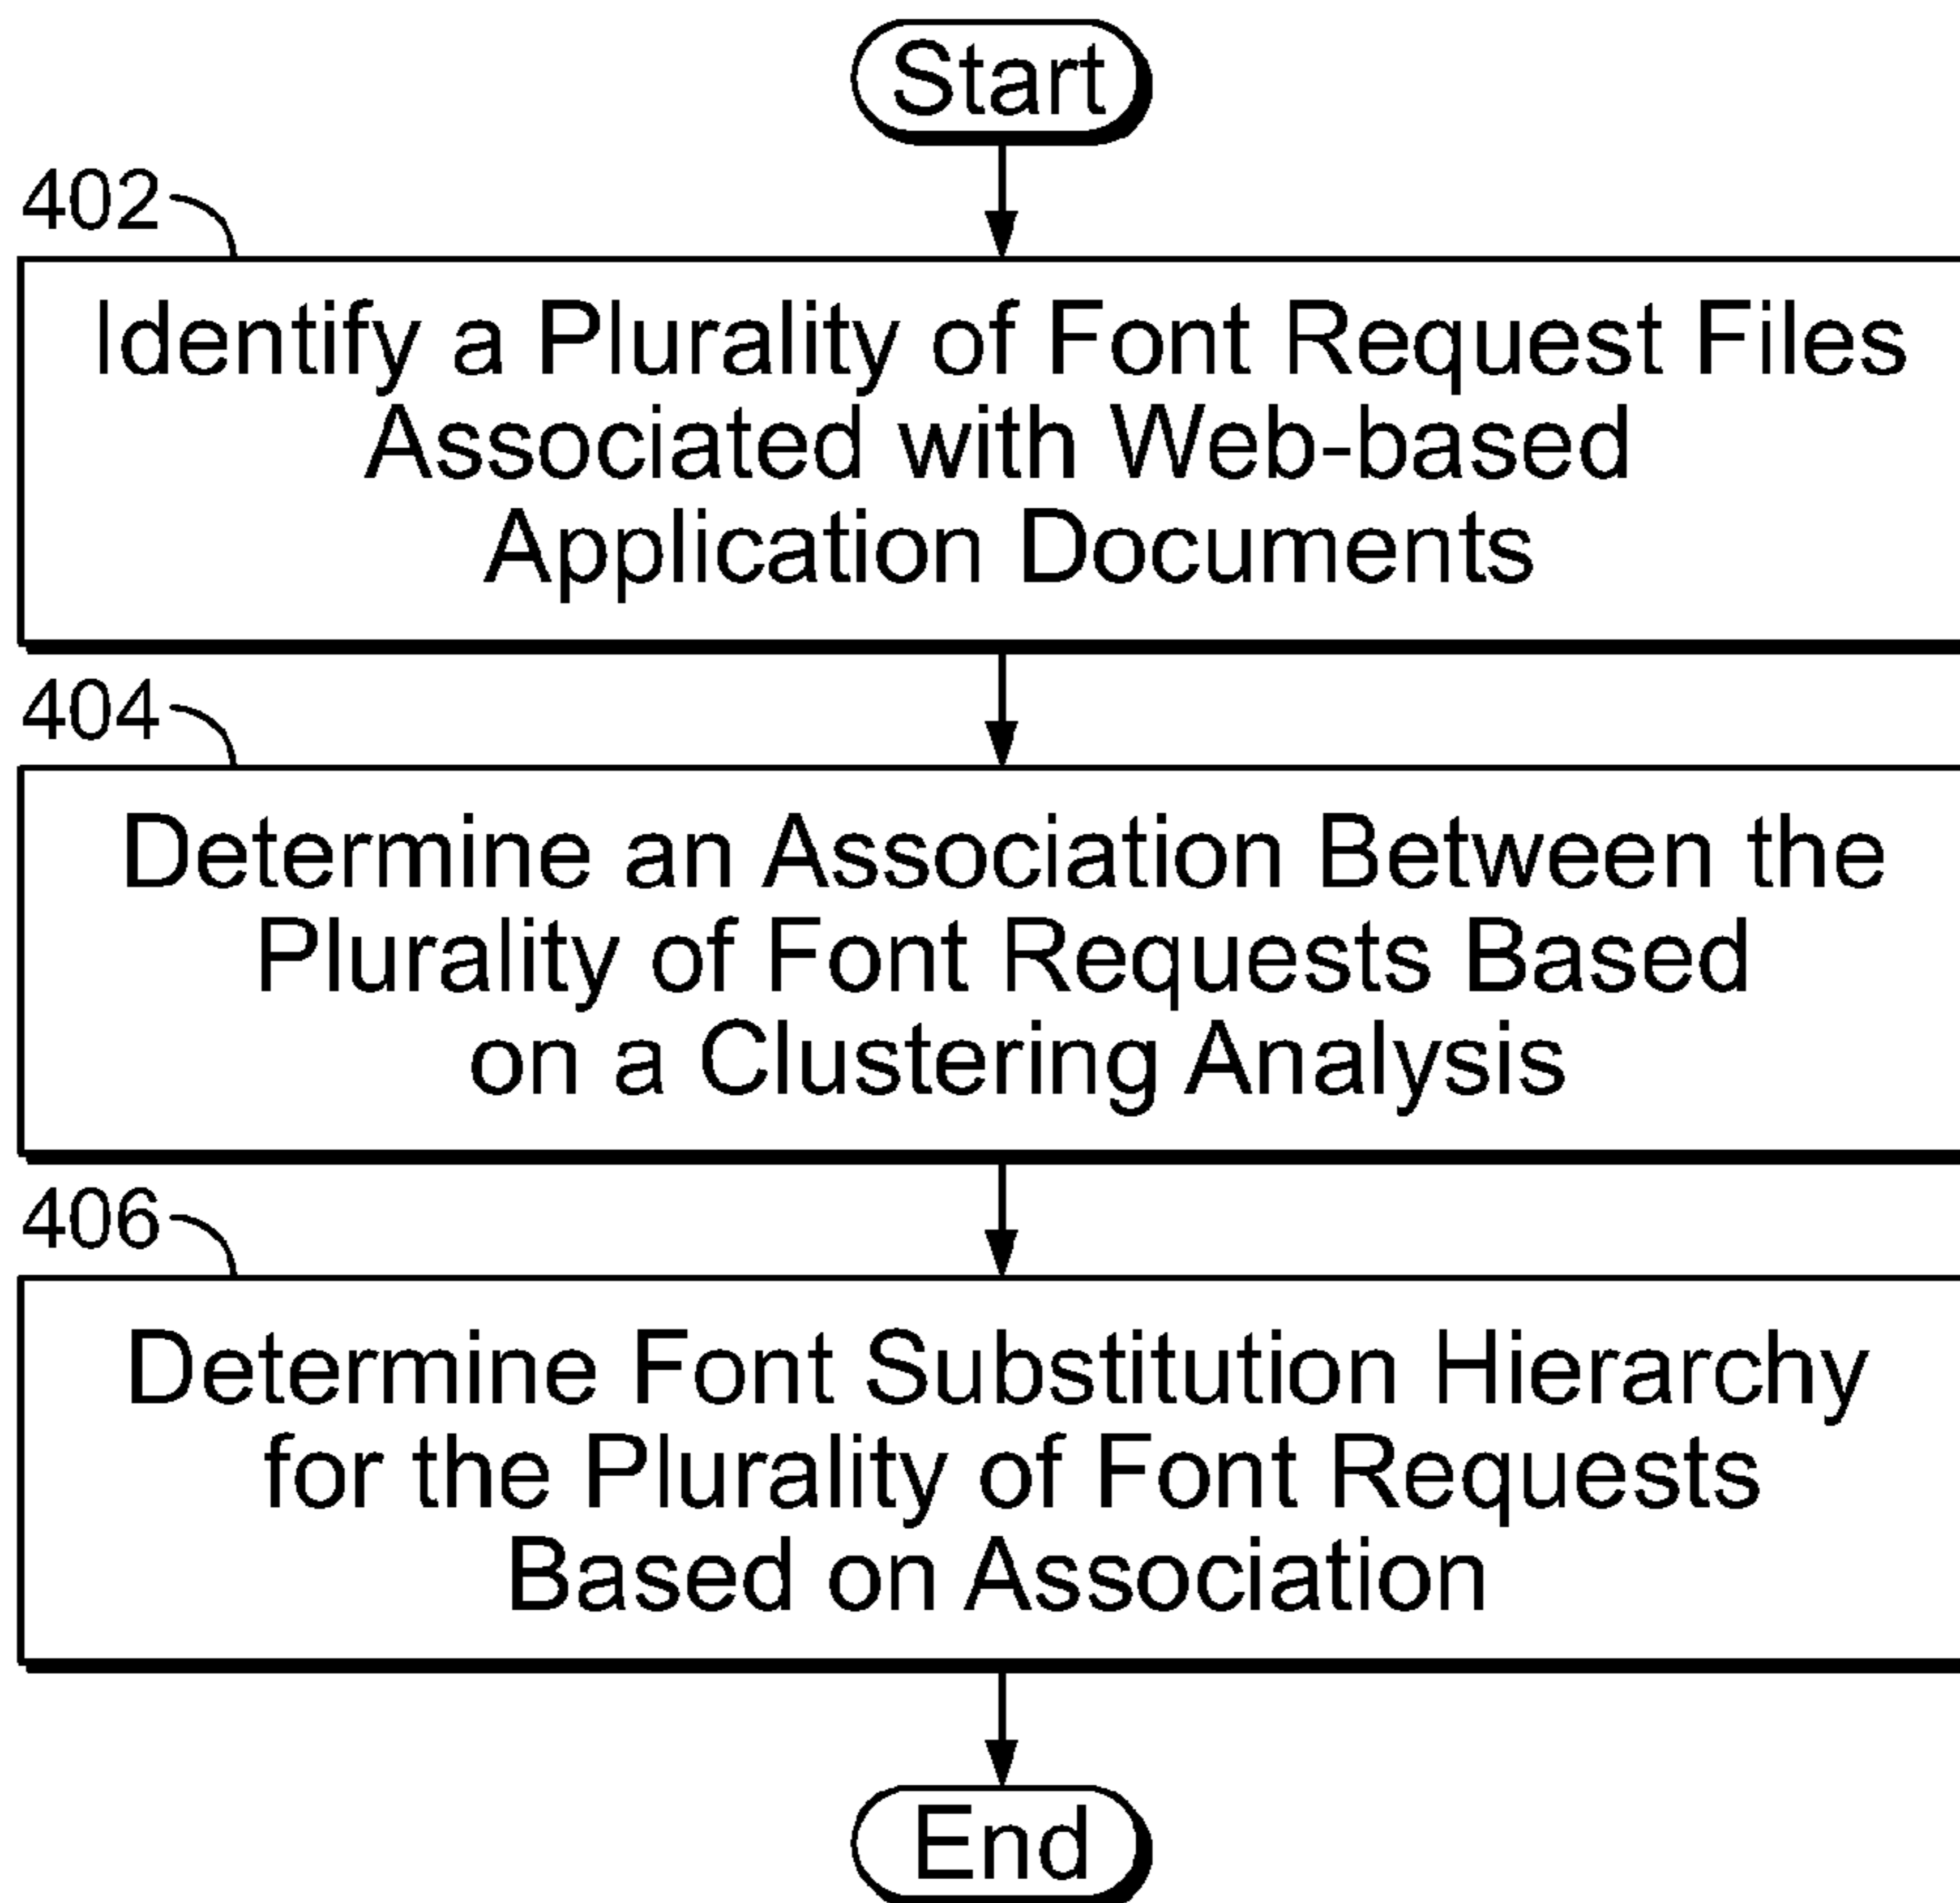 Start
402
Identify a Plurality of Font Request Files
Associated with Web-based
Application Documents
404
Determine an Association Between the
Plurality of Font Requests Based
on a Clustering Analysis
406
Determine Font Substitution Hierarchy
for the Plurality of Font Requests
Based on Association
End